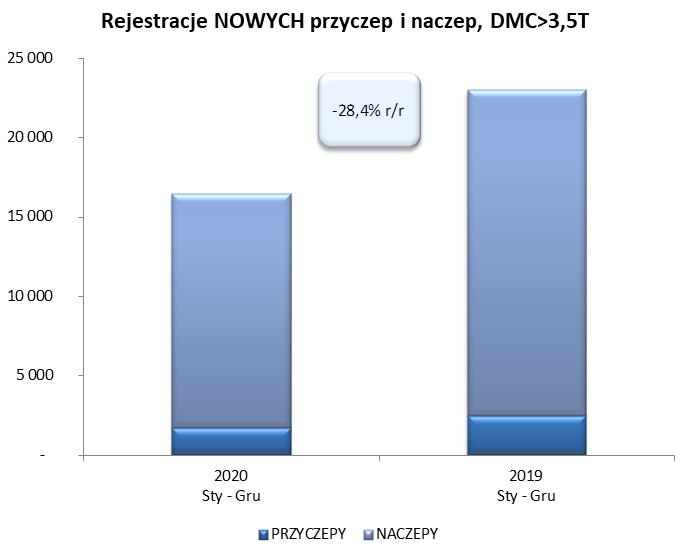 Rejestracje NOWYCH przyczep i naczep, DMC>3,5T
25 000
20 000
15 000
10 000
5 000
-
-28,4% r/r
2020
Sty - Gru
2019
Sty - Gru
PRZYCZEPY
NACZEPY